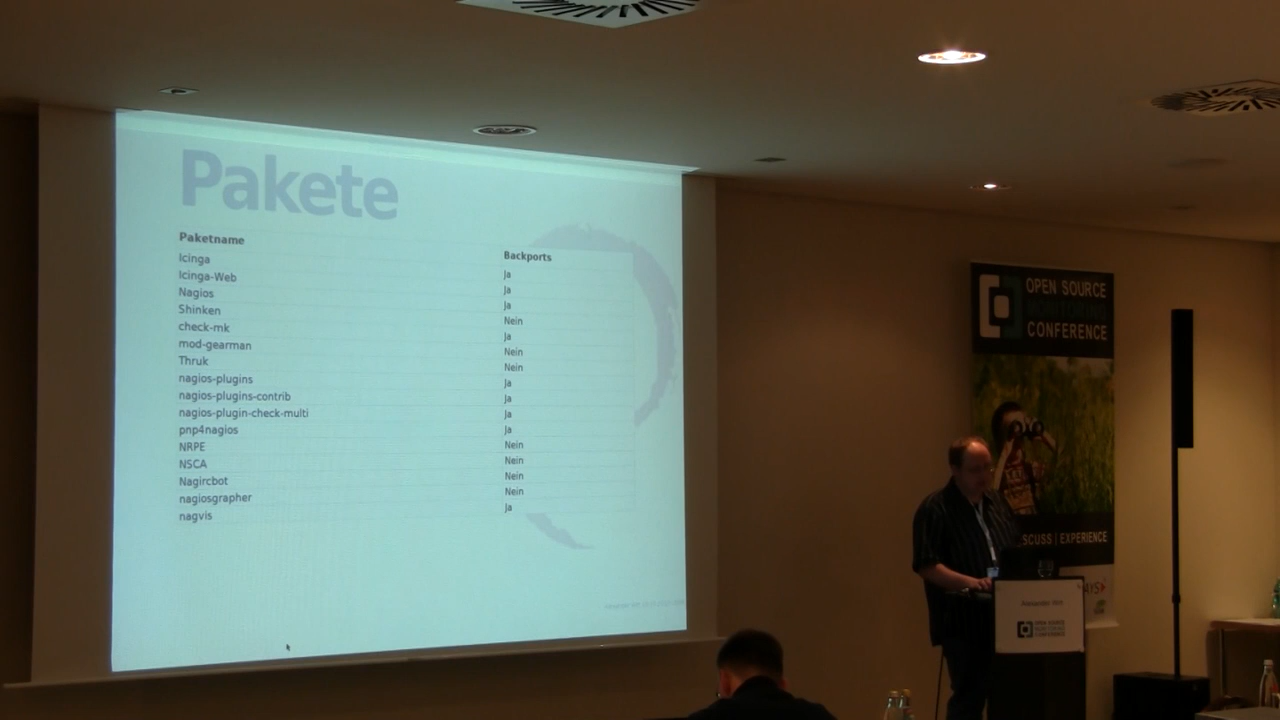 Pakete
Paketname Backports
Icinga Ja
Icinga-Web Ja
Nagios Ja
Shinken Nein
check-mk Ja
mod-gearman Nein
Thruk Nein
nagios-plugins Ja
nagios-plugins-contrib Ja
nagios-plugin-check-multi Ja
pnp4nagios Ja
NRPE Nein
NSCA Nein
Nagircbot Nein
nagiosgrapher Nein
nagvis Ja
OPEN SOURCE
MONITORING
CONFERENCE
SCUSS | EXPERIENCE
OPEN SOURCE
MONITORING
CONFERENCE